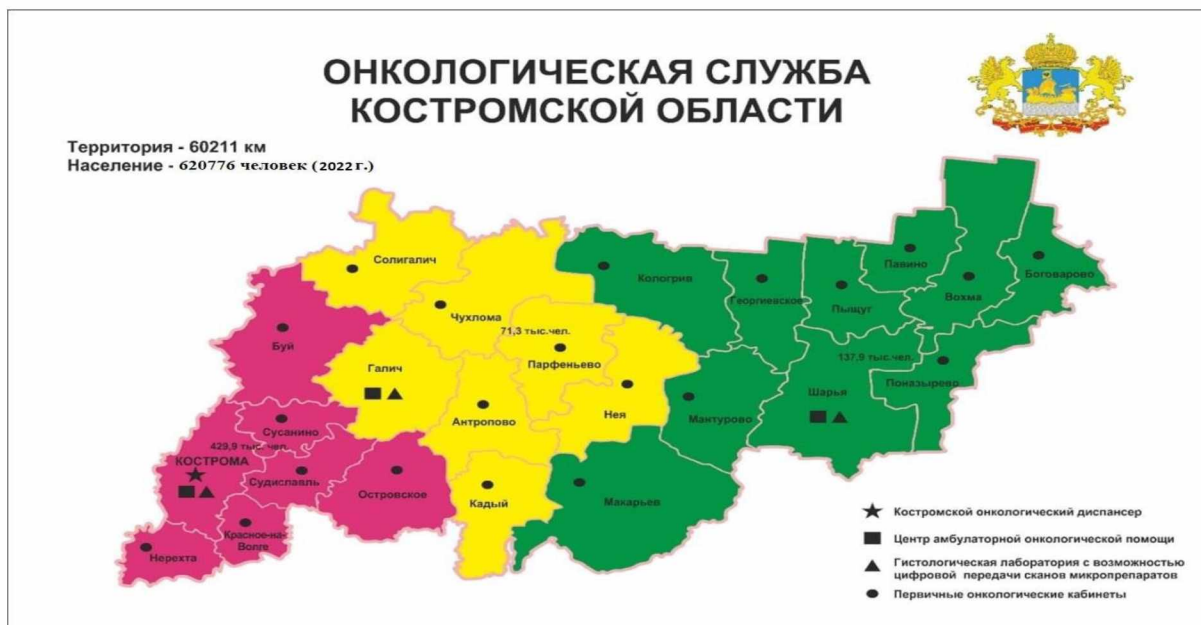 ОНКОЛОГИЧЕСКАЯ СЛУЖБА
КОСТРОМСКОЙ ОБЛАСТИ
Территория - 60211 км
Население - 620776 человек (2022 г.)
Солигалич
Чухлома
71,3 тыс.чел.
Парфеньево
Буй
Галич
Антропово
Нея
Кологрив
Георгиевское
Павино
Пыщуг
Вохма
Боговарово
137,9 тыс.чел.
Шарья
Поназырево
Мантурово
Сусанино
429,9 тыс.чел.
КОСТРОМА
Судиславль
Островское
Кадый
Макарьев
Красное-на-
Волге
Нерехта
Костромской онкологический диспансер
Центр амбулаторной онкологической помощи
Гистологическая лаборатория с возможностью
цифровой передачи сканов микропрепаратов
Первичные онкологические кабинеты